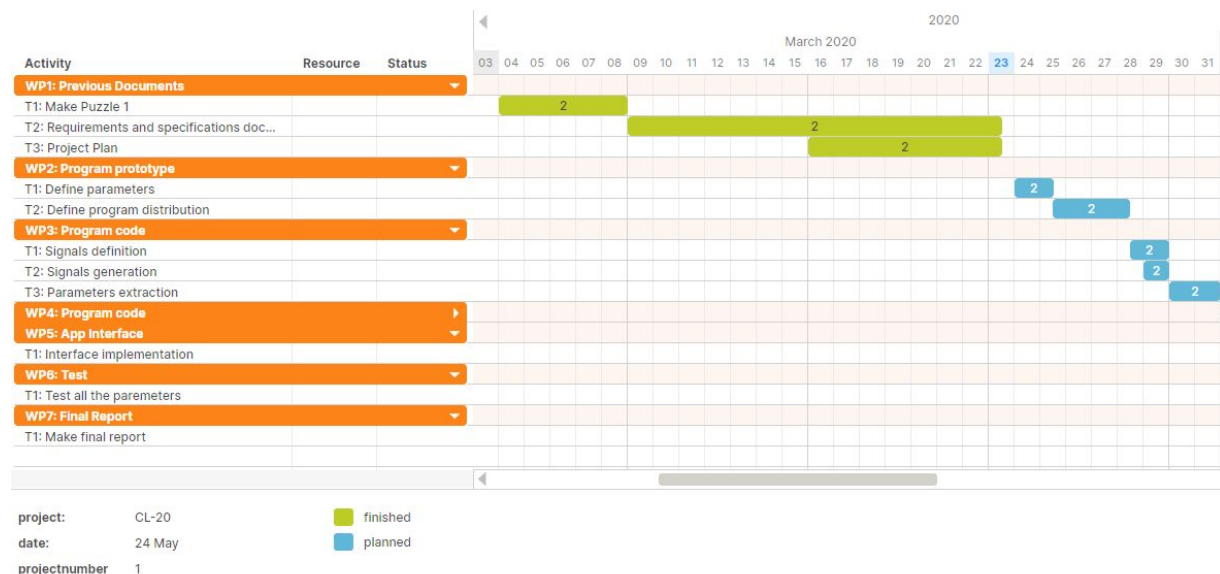 2020
March 2020
Activity Resource Status 03 04 05 06 07 08 09 10 11 12 13 14 15 16 17 18 19 20 21 22 23 24 25 26 27 28 29 30 31
WP1: Previous Documents
T1: Make Puzzle 1 2
T2: Requirements and specifications doc... 2
T3: Project Plan 2
WP2: Program prototype
T1: Define parameters 2
T2: Define program distribution 2
WP3: Program code
T1: Signals definition 2
T2: Signals generation 2
T3: Parameters extraction 2
WP4: Program code
WP5: App Interface
T1: Interface implementation
WP6: Test
T1: Test all the paremeters
WP7: Final Report
T1: Make final report
project: CL-20 finished
date: 24 May planned
projectnumber 1